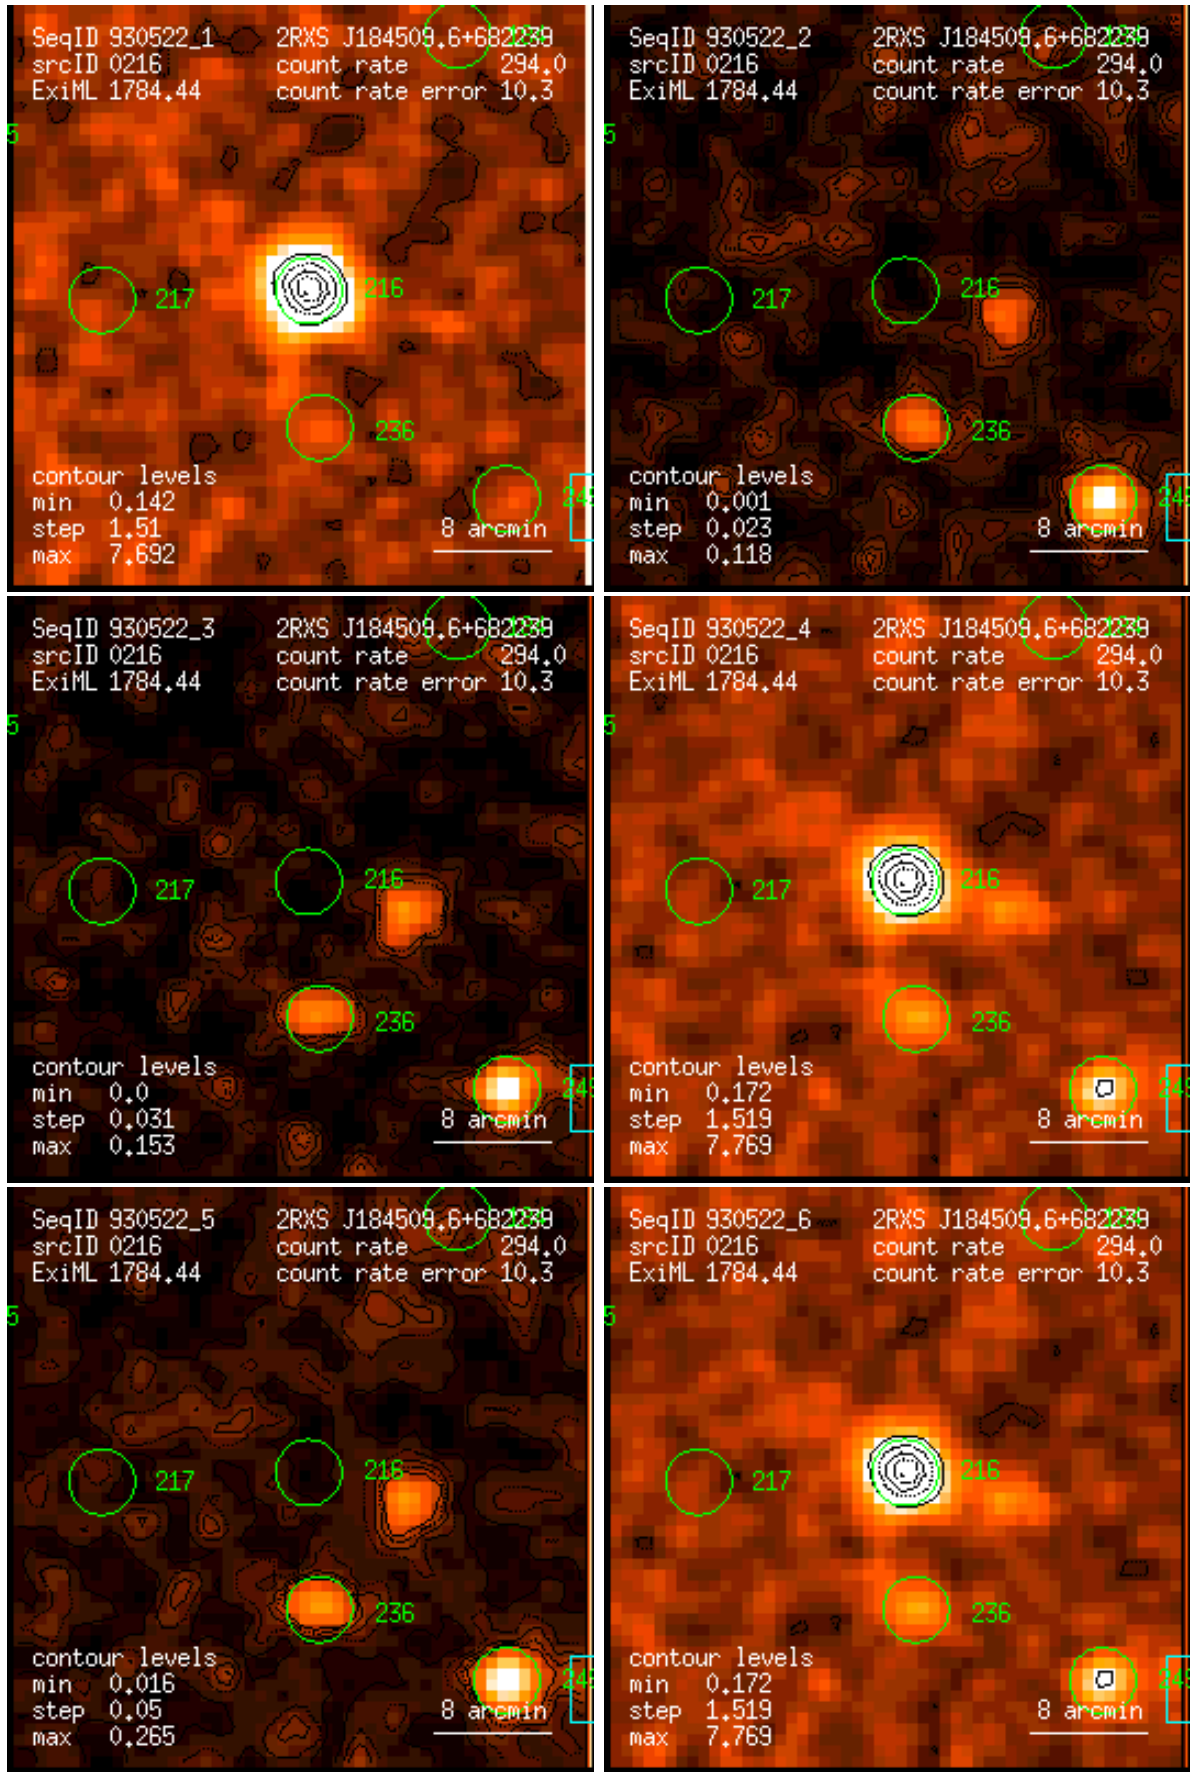 SeqID 930522_1 2RXS J184509.6+682239
srcID 0216 count rate 294.0
ExiML 1784.44 count rate error 10.3
5
217 216
236
contour levels
min 0.142
step 1.51 8 arcmin
max 7.692
SeqID 930522_2 2RXS J184509.6+682239
srcID 0216 count rate 294.0
ExiML 1784.44 count rate error 10.3
5
217 216
236
contour levels
min 0.001
step 0.023 8 arcmin
max 0.118
SeqID 930522_3 2RXS J184509.6+682239
srcID 0216 count rate 294.0
ExiML 1784.44 count rate error 10.3
5
217 216
236
contour levels
min 0.0
step 0.031 8 arcmin
max 0.153
SeqID 930522_4 2RXS J184509.6+682239
srcID 0216 count rate 294.0
ExiML 1784.44 count rate error 10.3
5
217 216
236
contour levels
min 0.172
step 1.519 8 arcmin
max 7.769
SeqID 930522_5 2RXS J184509.6+682239
srcID 0216 count rate 294.0
ExiML 1784.44 count rate error 10.3
5
217 216
236
contour levels
min 0.016
step 0.05 8 arcmin
max 0.265
SeqID 930522_6 2RXS J184509.6+682239
srcID 0216 count rate 294.0
ExiML 1784.44 count rate error 10.3
5
217 216
236
contour levels
min 0.172
step 1.519 8 arcmin
max 7.769